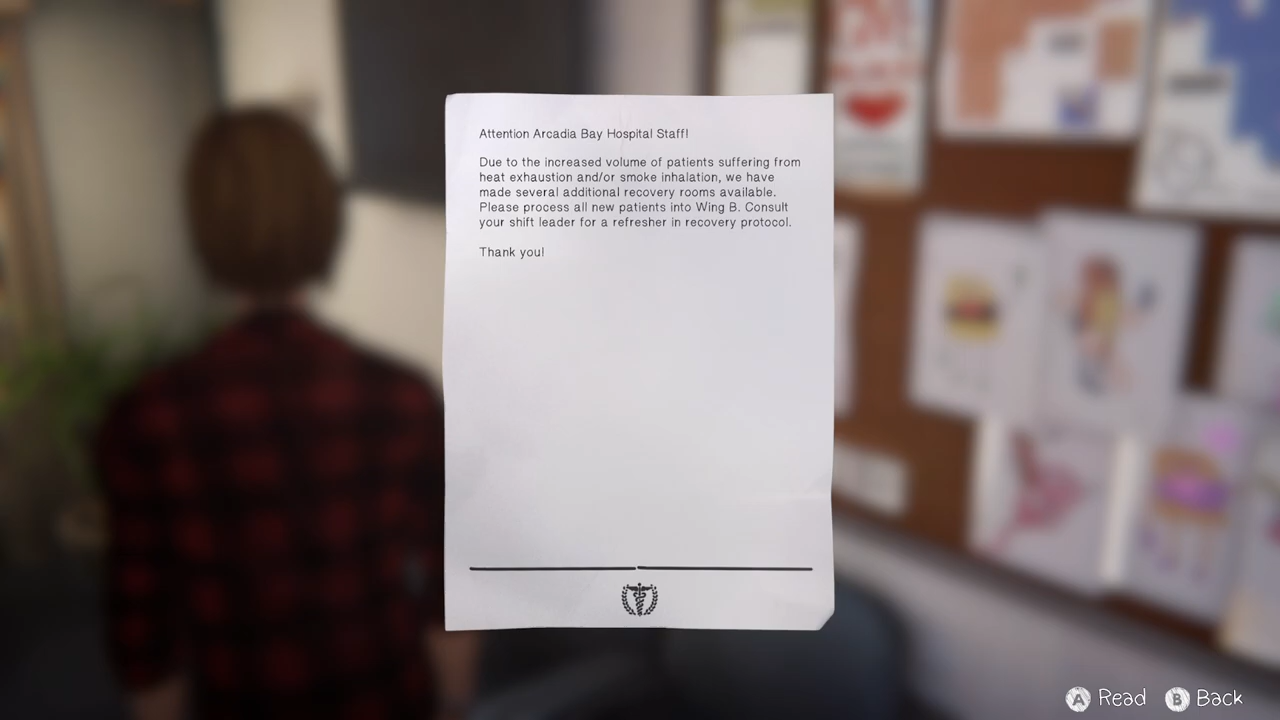 Attention Arcadia Bay Hospital Staff!
Due to the increased volume of patients suffering from
heat exhaustion and/or smoke inhalation, we have
made several additional recovery rooms available.
Please process all new patients into Wing B. Consult
your shift leader for a refresher in recovery protocol.
Thank you!
A Read B Back